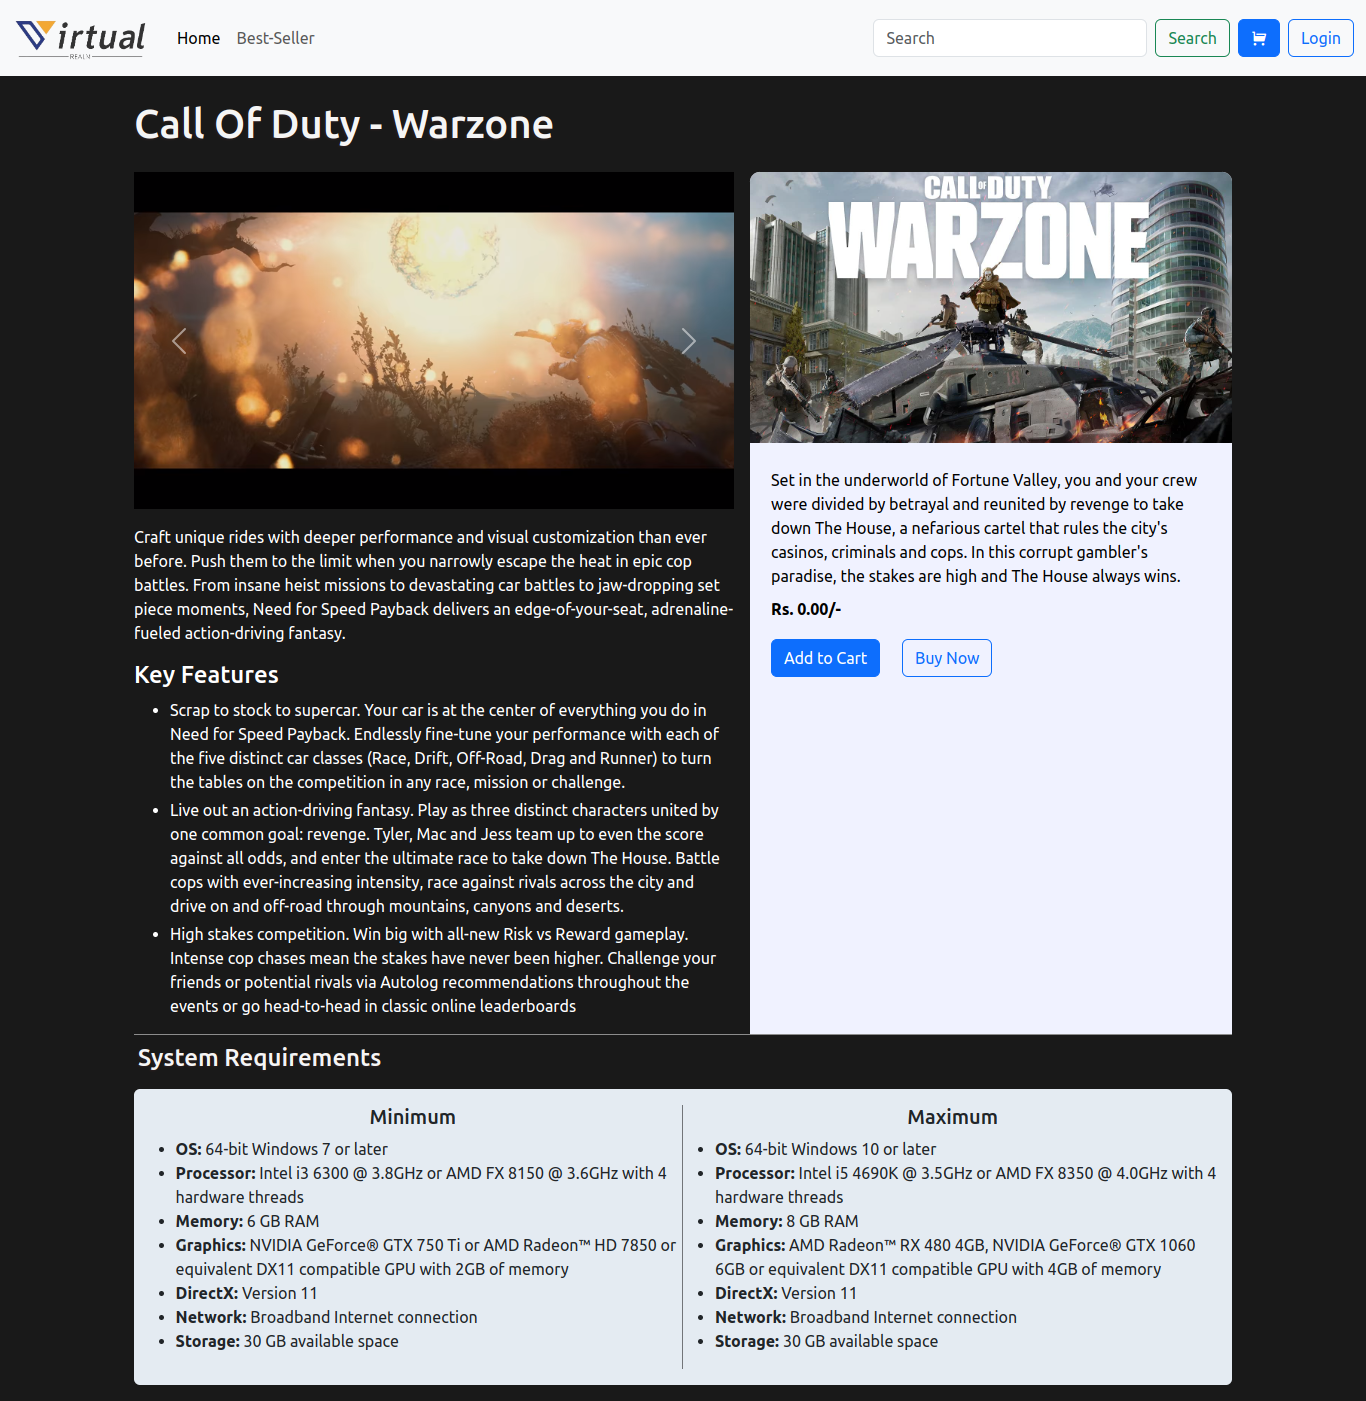 Virtual
REALM
Home Best-Seller
Search
Search
Login
Call Of Duty - Warzone
CALL OF DUTY
WARZONE
Craft unique rides with deeper performance and visual customization than ever
before. Push them to the limit when you narrowly escape the heat in epic cop
battles. From insane heist missions to devastating car battles to jaw-dropping set
piece moments, Need for Speed Payback delivers an edge-of-your-seat, adrenaline-
fueled action-driving fantasy.
Key Features
• Scrap to stock to supercar. Your car is at the center of everything you do in
Need for Speed Payback. Endlessly fine-tune your performance with each of
the five distinct car classes (Race, Drift, Off-Road, Drag and Runner) to turn
the tables on the competition in any race, mission or challenge.
• Live out an action-driving fantasy. Play as three distinct characters united by
one common goal: revenge. Tyler, Mac and Jess team up to even the score
against all odds, and enter the ultimate race to take down The House. Battle
cops with ever-increasing intensity, race against rivals across the city and
drive on and off-road through mountains, canyons and deserts.
• High stakes competition. Win big with all-new Risk vs Reward gameplay.
Intense cop chases mean the stakes have never been higher. Challenge your
friends or potential rivals via Autolog recommendations throughout the
events or go head-to-head in classic online leaderboards
Set in the underworld of Fortune Valley, you and your crew
were divided by betrayal and reunited by revenge to take
down The House, a nefarious cartel that rules the city's
casinos, criminals and cops. In this corrupt gambler's
paradise, the stakes are high and The House always wins.
Rs. 0.00/-
Add to Cart
Buy Now
System Requirements
Minimum
• OS: 64-bit Windows 7 or later
• Processor: Intel i3 6300 @ 3.8GHz or AMD FX 8150 @ 3.6GHz with 4
hardware threads
• Memory: 6 GB RAM
• Graphics: NVIDIA GeForce® GTX 750 Ti or AMD Radeon™ HD 7850 or
equivalent DX11 compatible GPU with 2GB of memory
• DirectX: Version 11
• Network: Broadband Internet connection
• Storage: 30 GB available space
Maximum
• OS: 64-bit Windows 10 or later
• Processor: Intel i5 4690K @ 3.5GHz or AMD FX 8350 @ 4.0GHz with 4
hardware threads
• Memory: 8 GB RAM
• Graphics: AMD Radeon™ RX 480 4GB, NVIDIA GeForce® GTX 1060
6GB or equivalent DX11 compatible GPU with 4GB of memory
• DirectX: Version 11
• Network: Broadband Internet connection
• Storage: 30 GB available space